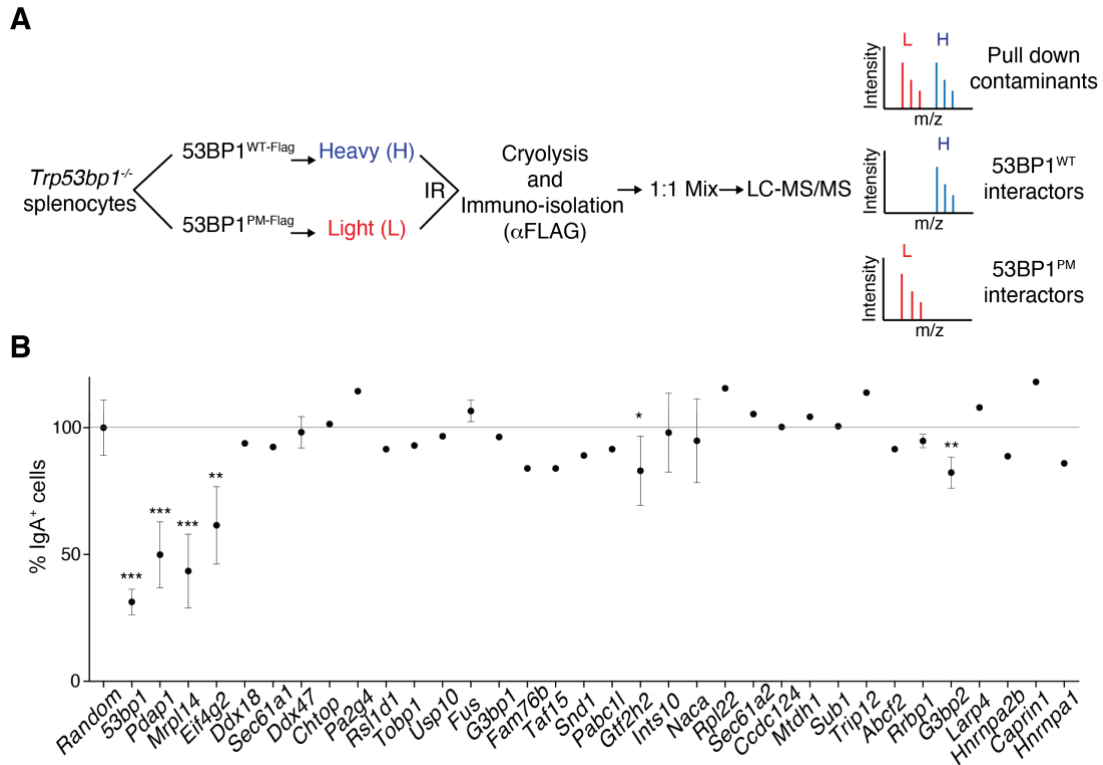 A
Trp53bp1-/-
splenocytes
53BP1WT-Flag
Heavy (H)
53BP1PM-Flag
Light (L)
IR
Cryolysis
and
Immuno-isolation
(αFLAG)
1:1 Mix
LC-MS/MS
L H
Intensity
m/z
Pull down
contaminants
H
Intensity
m/z
53BP1WT
interactors
L
Intensity
m/z
53BP1PM
interactors
B
% IgA+ cells
100
50
0
***
***
***
**
*
**
Random
53bp1
Pdap1
Mrpl14
Eif4g2
Ddx18
Sec61a1
Ddx47
Chtop
Pa2g4
Rsl1d1
Tobp1
Usp10
Fus
G3bp1
Fam76b
Taf15
Snd1
Pabc1l
Gtf2h2
Ints10
Naca
Rpl22
Sec61a2
Ccdc124
Mtdh1
Sub1
Trip12
Abcf2
Rrbp1
G3bp2
Larp4
Hnrnpa2b
Caprin1
Hnrnpa1